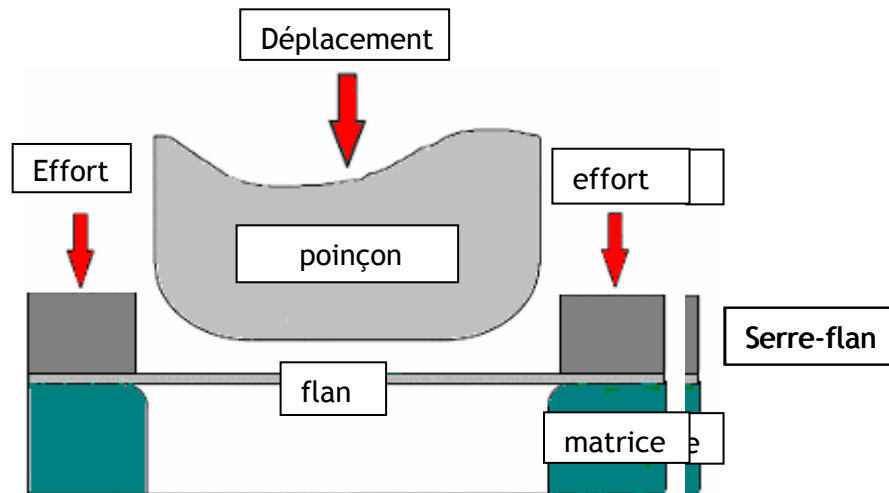 Déplacement
Effort
effort
poinçon
Serre-flan
flan
matrice e